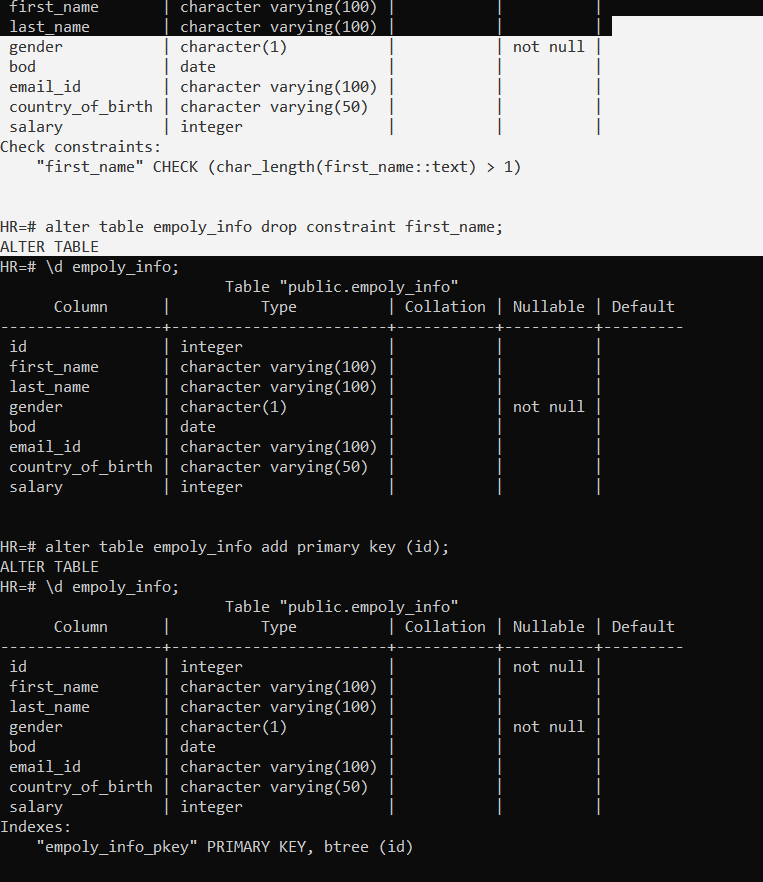 first_name | character varying(100) | | |
last_name | character varying(100) | | |
gender | character(1) | | not null |
bod | date | | |
email_id | character varying(100) | | |
country_of_birth | character varying(50) | | |
salary | integer | | |
Check constraints:
"first_name" CHECK (char_length(first_name::text) > 1)
HR=# alter table empoly_info drop constraint first_name;
ALTER TABLE
HR=# \d empoly_info;
Table "public.empoly_info"
Column | Type | Collation | Nullable | Default
------------------+------------------------+-----------+----------+---------
id | integer | | |
first_name | character varying(100) | | |
last_name | character varying(100) | | |
gender | character(1) | | not null |
bod | date | | |
email_id | character varying(100) | | |
country_of_birth | character varying(50) | | |
salary | integer | | |
HR=# alter table empoly_info add primary key (id);
ALTER TABLE
HR=# \d empoly_info;
Table "public.empoly_info"
Column | Type | Collation | Nullable | Default
------------------+------------------------+-----------+----------+---------
id | integer | | not null |
first_name | character varying(100) | | |
last_name | character varying(100) | | |
gender | character(1) | | not null |
bod | date | | |
email_id | character varying(100) | | |
country_of_birth | character varying(50) | | |
salary | integer | | |
Indexes:
"empoly_info_pkey" PRIMARY KEY, btree (id)